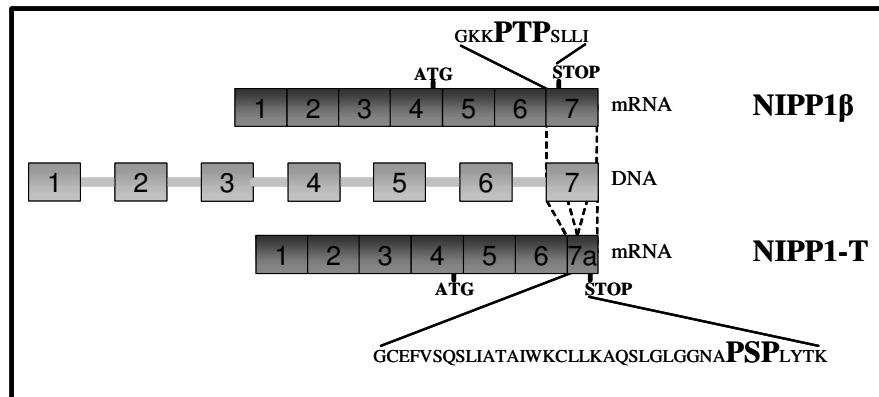 GKKPTPSLLI
ATG STOP
1 2 3 4 5 6 7 mRNA NIPP1β
1 2 3 4 5 6 7 DNA
1 2 3 4 5 6 7a mRNA NIPP1-T
ATG STOP
GCEFVSQSLIATAIWKCLLKAQSLGLGGNAPSPLYTK